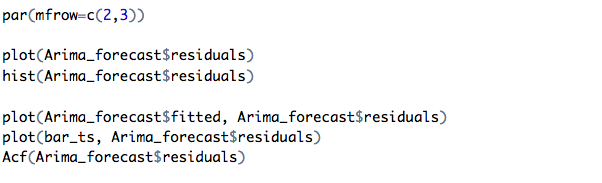 par(mfrow=c(2,3))
plot(Arima_forecast$residuals)
hist(Arima_forecast$residuals)
plot(Arima_forecast$fitted, Arima_forecast$residuals)
plot(bar_ts, Arima_forecast$residuals)
Acf(Arima_forecast$residuals)